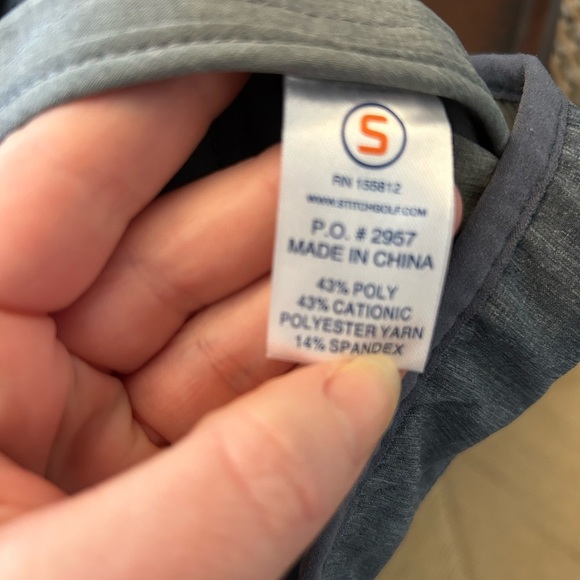 S
RN 155812
WWW.STITCHGOLF.COM
P.O. # 2957
MADE IN CHINA
43% POLY
43% CATIONIC
POLYESTER YARN
14% SPANDEX